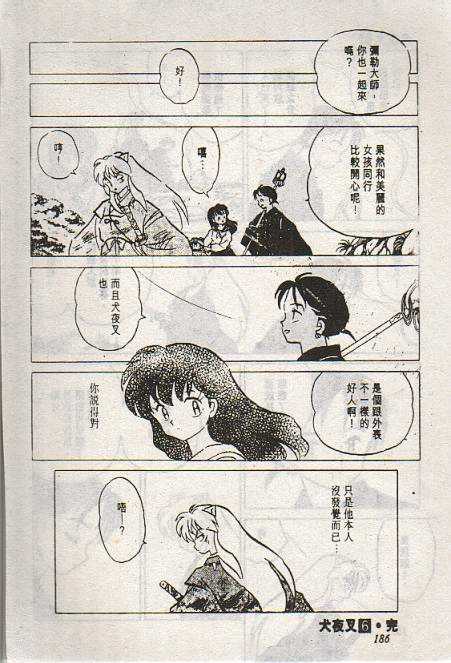 彌勒大師，
你也一起來
嗎？
好！
果然和美麗的
女孩同行
比較開心呢！
嘻…
哼！
而且犬夜叉
也…
是個跟外表
不一樣的
好人啊！
你說得對
只是他本人
沒發覺而已…
唔—？
犬夜叉6・完
186